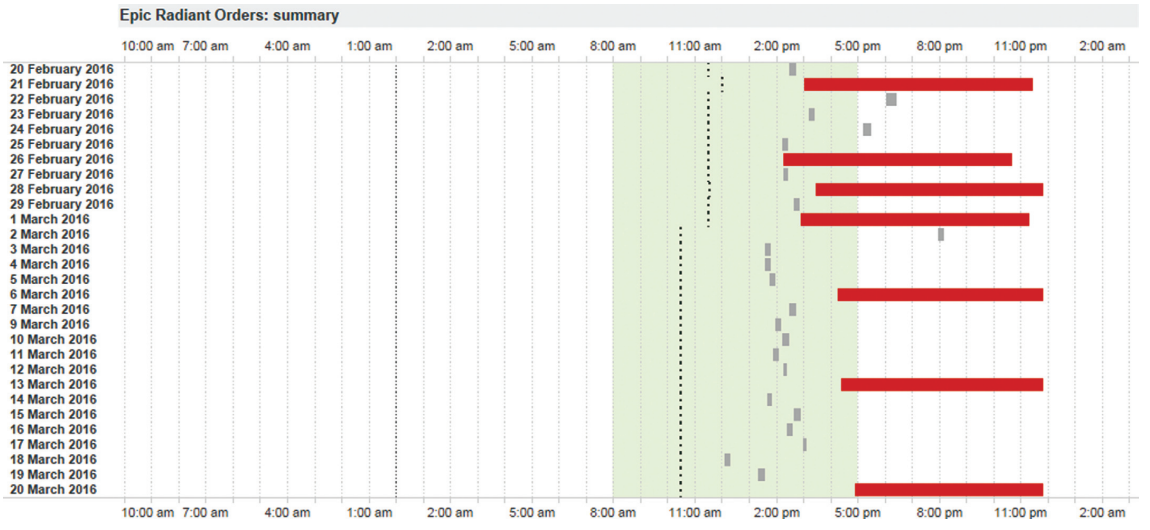 Epic Radiant Orders: summary
10:00 am 7:00 am 4:00 am 1:00 am 2:00 am 5:00 am 8:00 am 11:00 am 2:00 pm 5:00 pm 8:00 pm 11:00 pm 2:00 am
20 February 2016
21 February 2016
22 February 2016
23 February 2016
24 February 2016
25 February 2016
26 February 2016
27 February 2016
28 February 2016
29 February 2016
1 March 2016
2 March 2016
3 March 2016
4 March 2016
5 March 2016
6 March 2016
7 March 2016
9 March 2016
10 March 2016
11 March 2016
12 March 2016
13 March 2016
14 March 2016
15 March 2016
16 March 2016
17 March 2016
18 March 2016
19 March 2016
20 March 2016
10:00 am 7:00 am 4:00 am 1:00 am 2:00 am 5:00 am 8:00 am 11:00 am 2:00 pm 5:00 pm 8:00 pm 11:00 pm 2:00 am